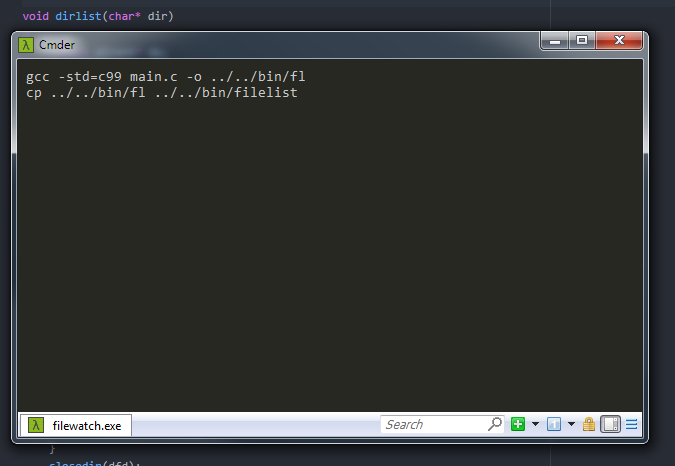 void dirlist(char* dir)
Cmder
gcc -std=c99 main.c -o ../../bin/fl
cp ../../bin/fl ../../bin/filelist
filewatch.exe
Search
}
closedir(dfd);